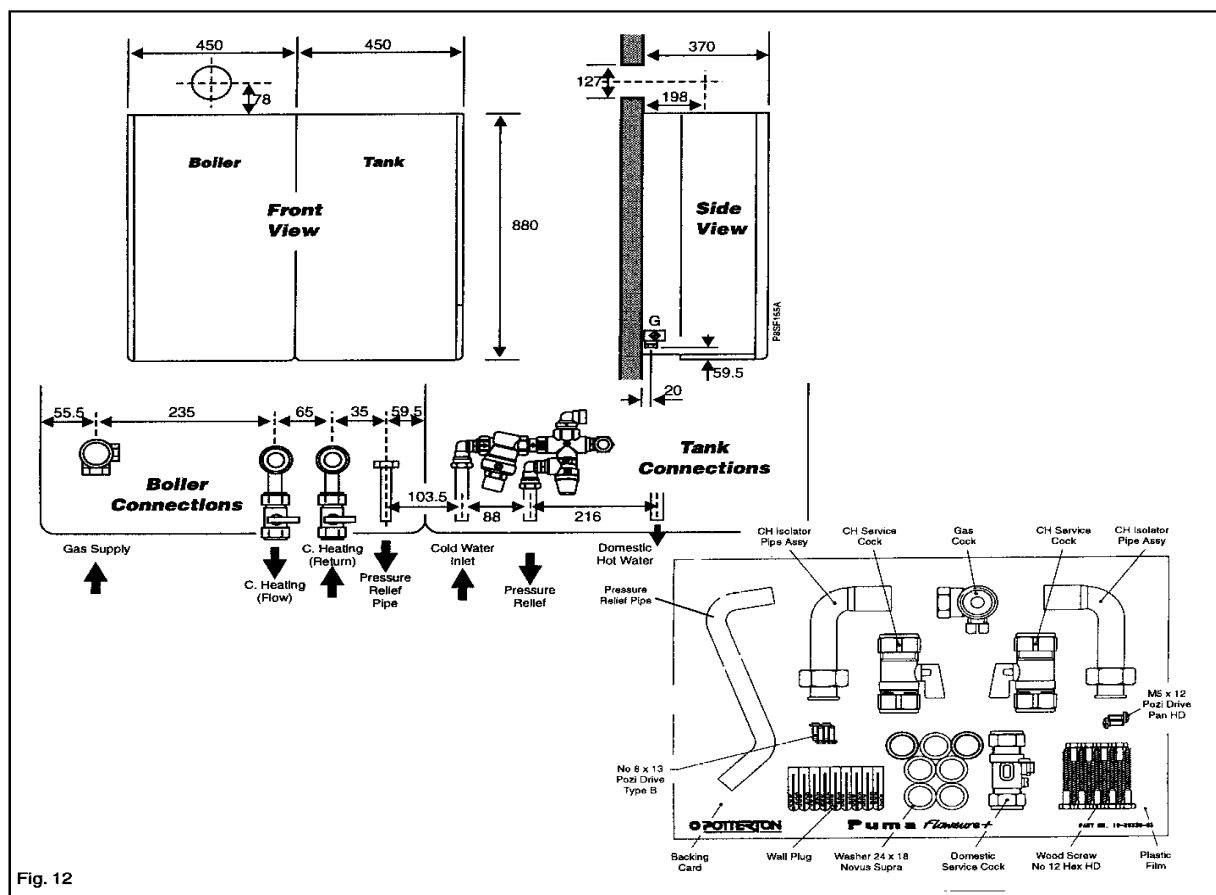 450
450
370
127
78
198
Boiler
Tank
Front
View
Side
View
880
P8SF165A
G
59.5
20
55.5
235
65
35
59.5
Boiler
Connections
Tank
Connections
103.5
88
216
Gas Supply
C. Heating
(Flow)
C. Heating
(Return)
Pressure
Relief
Pipe
Cold Water
Inlet
Pressure
Relief
Domestic
Hot Water
CH Isolator
Pipe Assy
CH Service
Cock
Gas
Cock
CH Service
Cock
CH Isolator
Pipe Assy
Pressure
Relief Pipe
M5 x 12
Pozi Drive
Pan HD
No 8 x 13
Pozi Drive
Type B
POTTERTON
Puma Flowsure+
Backing
Card
Wall Plug
Washer 24 x 18
Novus Supra
Domestic
Service Cock
Wood Screw
No 12 Hex HD
Plastic
Film
Fig. 12